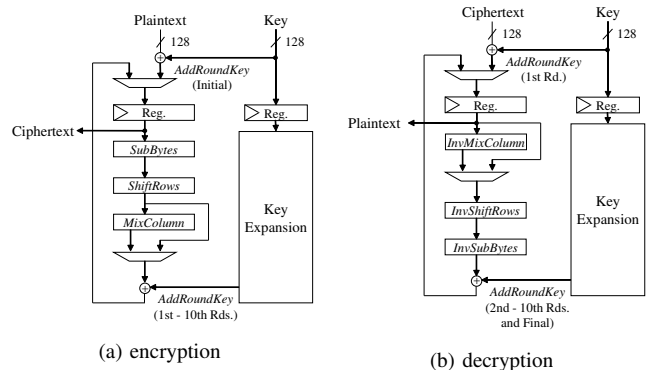 Plaintext
Key
128
128
AddRoundKey
(Initial)
Reg.
Reg.
Ciphertext
SubBytes
ShiftRows
MixColumn
Key
Expansion
AddRoundKey
(1st - 10th Rds.)
(a) encryption
Ciphertext
Key
128
128
AddRoundKey
(1st Rd.)
Reg.
Reg.
Plaintext
InvMixColumn
InvShiftRows
InvSubBytes
Key
Expansion
AddRoundKey
(2nd - 10th Rds.
and Final)
(b) decryption